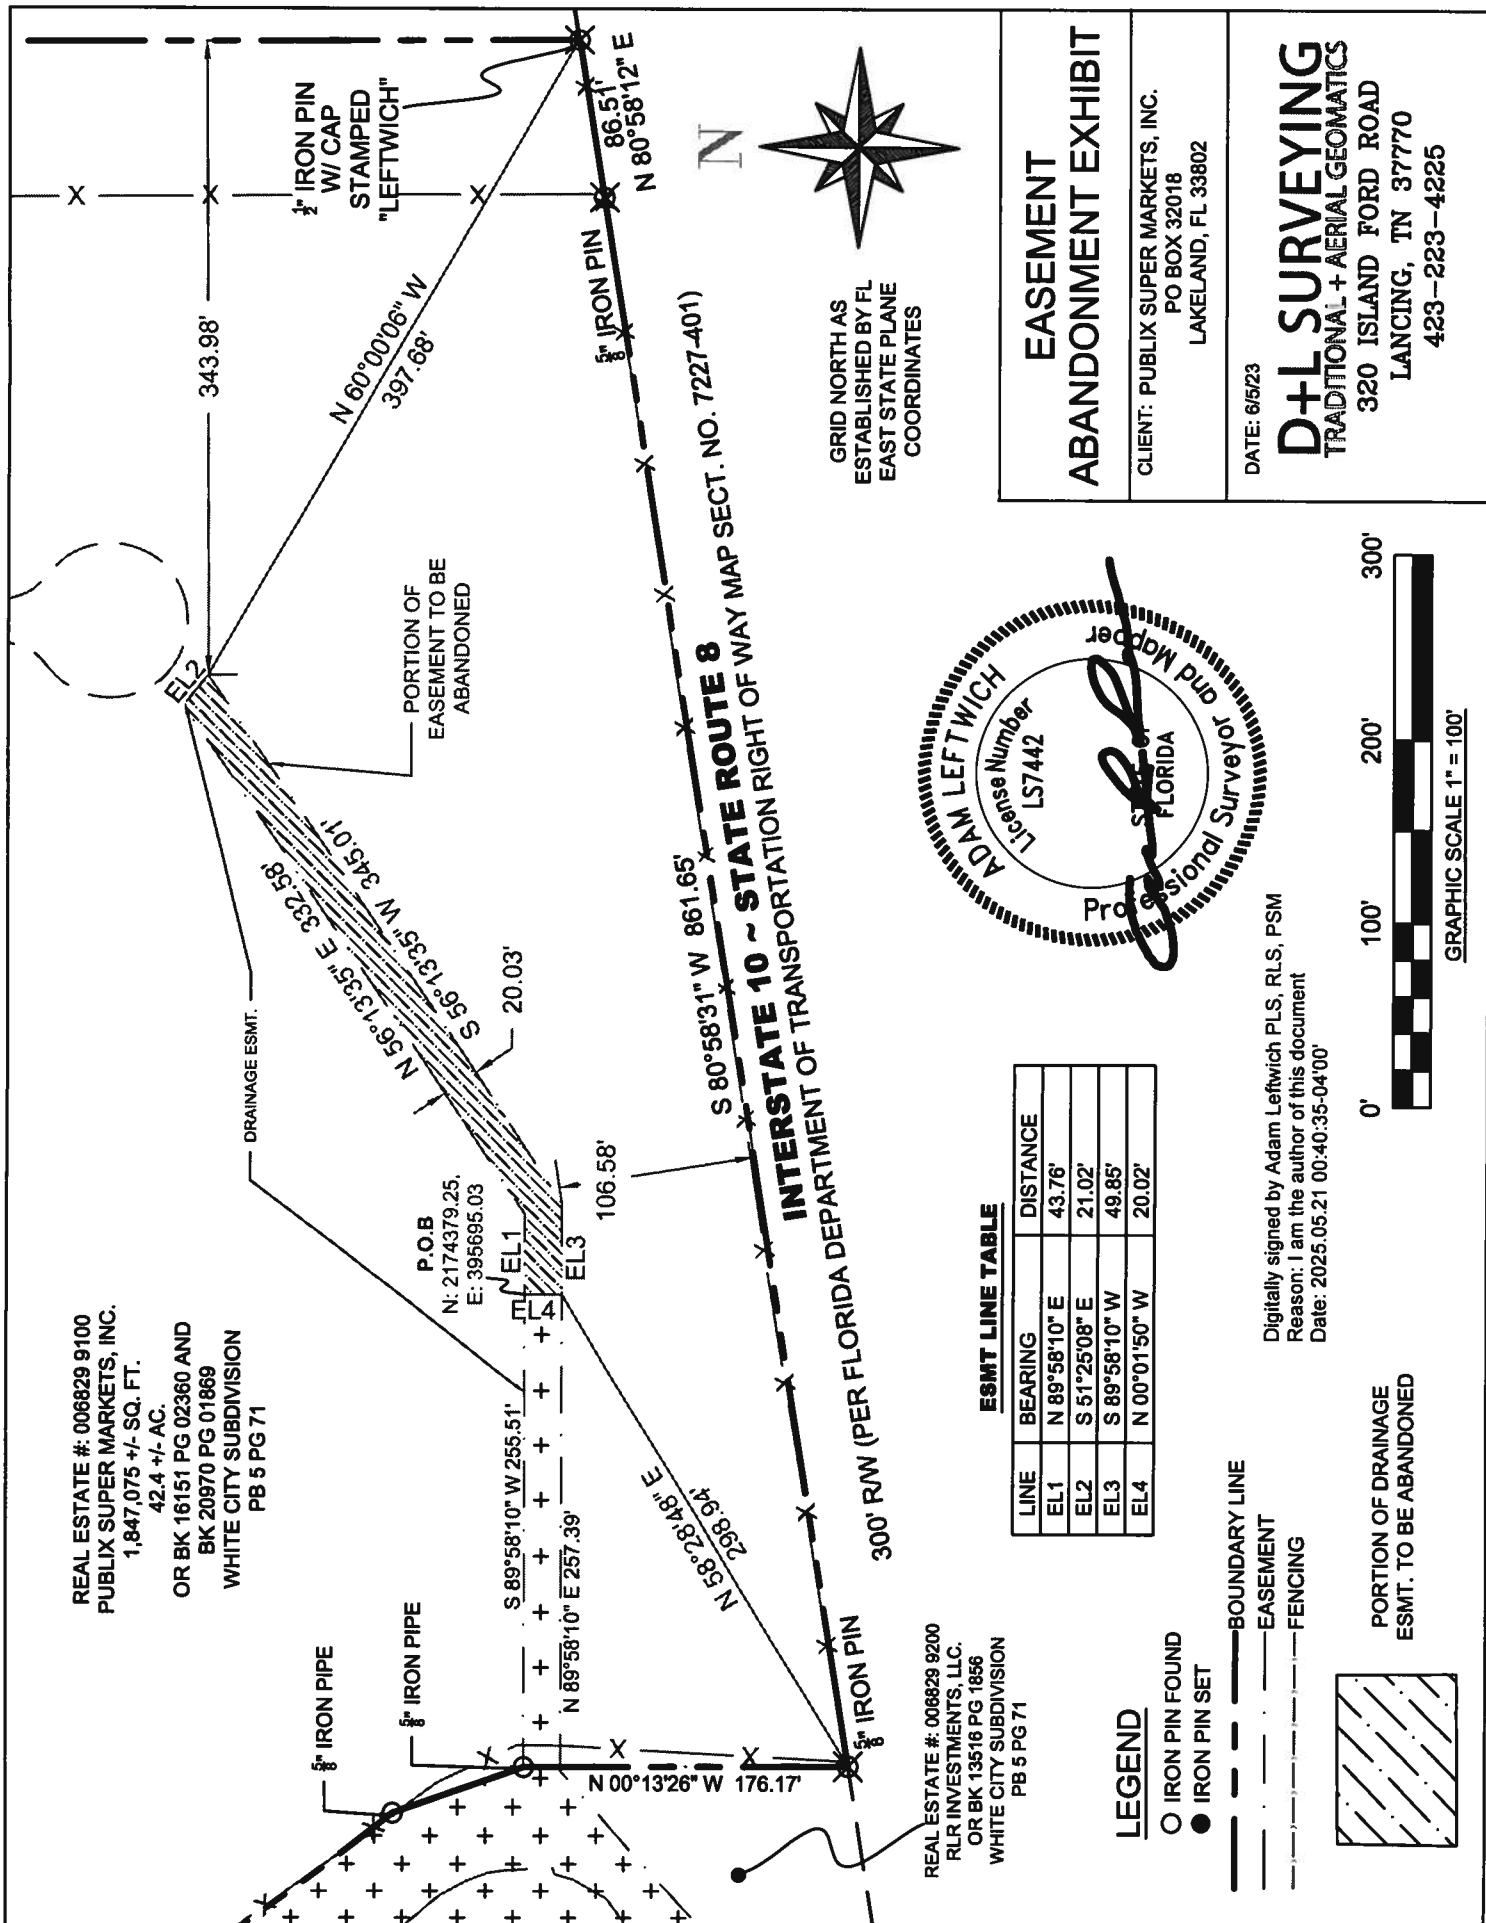 REAL ESTATE #: 006829 9100
PUBLIX SUPER MARKETS, INC.
1,847,075 +/- SQ. FT.
42.4 +/- AC.
OR BK 16151 PG 02360 AND
BK 20970 PG 01869
WHITE CITY SUBDIVISION
PB 5 PG 71
5/8" IRON PIPE
5/8" IRON PIPE
DRAINAGE ESMT.
P.O.B
N: 2174379.25,
E: 395695.03
EL1
EL3
EL4
EL2
S 89°58'10" W 255.51'
N 89°58'10" E 257.39'
N 00°13'26" W 176.17'
N 58°28'48" E
298.94'
5/8" IRON PIN
N 56°13'35" E 332.58'
S 56°13'35" W 345.01'
20.03'
106.58'
PORTION OF
EASEMENT TO BE
ABANDONED
343.98'
N 60°00'06" W
397.68'
1/2" IRON PIN
W/ CAP
STAMPED
"LEFTWICH"
86.51'
N 80°58'12" E
5/8" IRON PIN
S 80°58'31" W 861.65'
INTERSTATE 10 ~ STATE ROUTE 8
300' R/W (PER FLORIDA DEPARTMENT OF TRANSPORTATION RIGHT OF WAY MAP SECT. NO. 7227-401)
REAL ESTATE #: 006829 9200
RLR INVESTMENTS, LLC.
OR BK 13516 PG 1856
WHITE CITY SUBDIVISION
PB 5 PG 71
N
GRID NORTH AS
ESTABLISHED BY FL
EAST STATE PLANE
COORDINATES
ESMT LINE TABLE
LINE BEARING DISTANCE
EL1 N 89°58'10" E 43.76'
EL2 S 51°25'08" E 21.02'
EL3 S 89°58'10" W 49.85'
EL4 N 00°01'50" W 20.02'
LEGEND
IRON PIN FOUND
IRON PIN SET
BOUNDARY LINE
EASEMENT
FENCING
PORTION OF DRAINAGE
ESMT. TO BE ABANDONED
Digitally signed by Adam Leftwich PLS, RLS, PSM
Reason: I am the author of this document
Date: 2025.05.21 00:40:35-04'00'
ADAM LEFTWICH
License Number
LS7442
FLORIDA
Professional Surveyor and Mapper
0' 100' 200' 300'
GRAPHIC SCALE 1" = 100'
EASEMENT
ABANDONMENT EXHIBIT
CLIENT: PUBLIX SUPER MARKETS, INC.
PO BOX 32018
LAKELAND, FL 33802
DATE: 6/5/23
D+L SURVEYING
TRADITIONAL + AERIAL GEOMATICS
320 ISLAND FORD ROAD
LANCING, TN 37770
423-223-4225